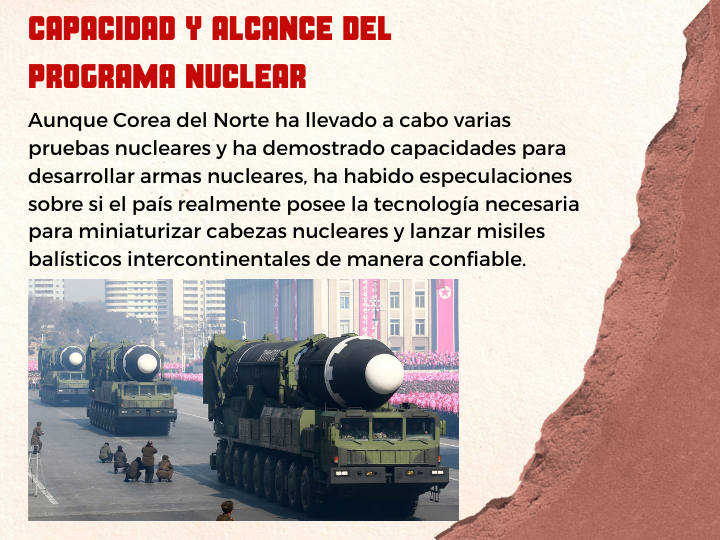 CAPACIDAD Y ALCANCE DEL
PROGRAMA NUCLEAR
Aunque Corea del Norte ha llevado a cabo varias
pruebas nucleares y ha demostrado capacidades para
desarrollar armas nucleares, ha habido especulaciones
sobre si el país realmente posee la tecnología necesaria
para miniaturizar cabezas nucleares y lanzar misiles
balísticos intercontinentales de manera confiable.